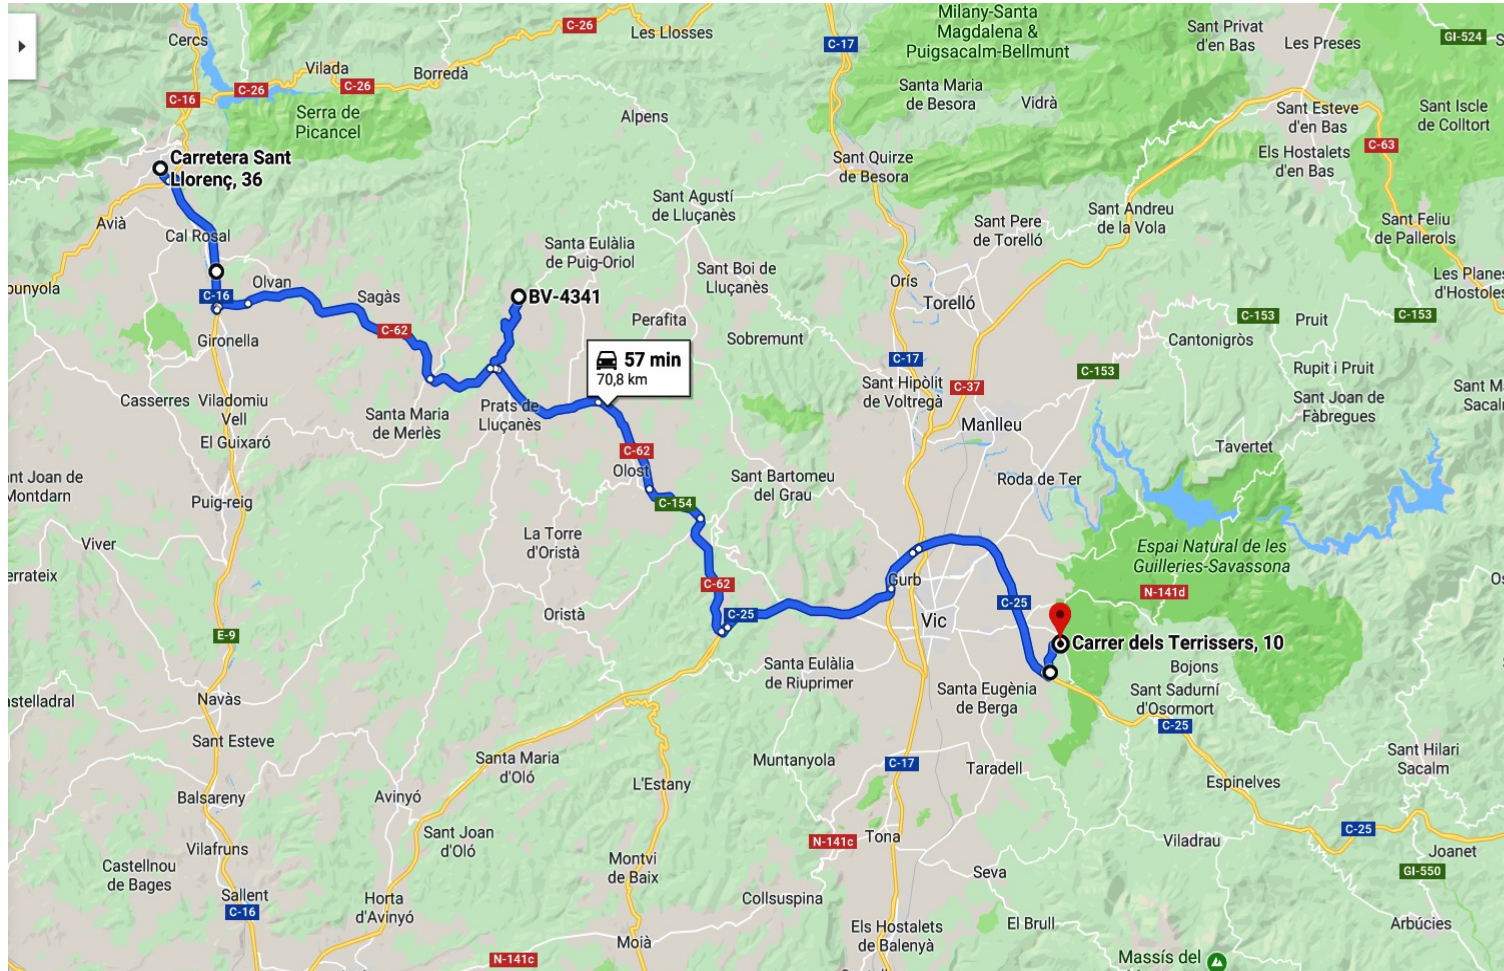 Milany-Santa
Magdalena &
Puigsacalm-Bellmunt
C-26
Les Llosses
C-17
Sant Privat
d'en Bas
Les Preses
GI-524
Cercs
Vilada
C-26
C-26
Borredà
C-16
Serra de
Picancel
Alpens
Santa Maria
de Besora
Vidrà
Sant Esteve
d'en Bas
Sant Iscle
de Colltort
C-63
Els Hostalets
d'en Bas
Carretera Sant
Llorenç, 36
Sant Quirze
de Besora
Sant Agustí
de Lluçanès
Avià
Cal Rosal
Santa Eulàlia
de Puig-Oriol
Sant Pere
de Torelló
Sant Andreu
de la Vola
Sant Feliu
de Pallerols
Sant Boi de
Lluçanès
Orís
Torelló
Les Planes
d'Hostoles
ounyola
Olvan
C-16
Sagàs
BV-4341
Perafita
C-62
Gironella
Sobremunt
C-153
Pruit
C-153
Cantonigròs
57 min
70,8 km
C-17
C-153
Rupit i Pruit
Sant Hipòlit
de Voltregà
C-37
Sant Joan de
Fàbregues
Sant Ma
Sacal
Casserres
Viladomiu
Vell
Santa Maria
de Merlès
Prats de
Lluçanès
El Guixaró
Manlleu
Tavertet
C-62
Olost
nt Joan de
Montdarn
Sant Bartomeu
del Grau
Roda de Ter
Puig-reig
C-154
Viver
La Torre
d'Oristà
Espai Natural de les
Guilleries-Savassona
errateix
C-62
Gurb
N-141d
Os
C-25
C-25
Oristà
Vic
E-9
Carrer dels Terrissers, 10
Santa Eulàlia
de Riuprimer
Bojons
Santa Eugènia
de Berga
Sant Sadurní
d'Osormort
C-25
astelladral
Navàs
Sant Esteve
Santa Maria
d'Oló
Muntanyola
C-17
Taradell
Sant Hilari
Sacalm
L'Estany
Espinelves
Balsareny
Avinyó
Sant Joan
d'Oló
N-141c
Tona
Viladrau
C-25
Joanet
Vilafruns
Castellnou
de Bages
Montvi
de Baix
Seva
GI-550
Sallent
C-16
Horta
d'Avinyó
Collsuspina
El Brull
Arbúcies
Els Hostalets
de Balenyà
Moià
N-141c
Massís del